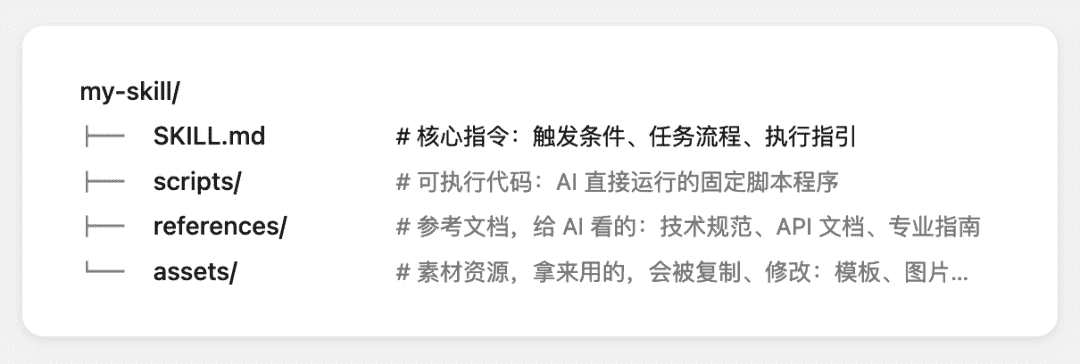 my-skill/
├── SKILL.md # 核心指令：触发条件、任务流程、执行指引
├── scripts/ # 可执行代码：AI 直接运行的固定脚本程序
├── references/ # 参考文档，给 AI 看的：技术规范、API 文档、专业指南
└── assets/ # 素材资源，拿来用的，会被复制、修改：模板、图片...